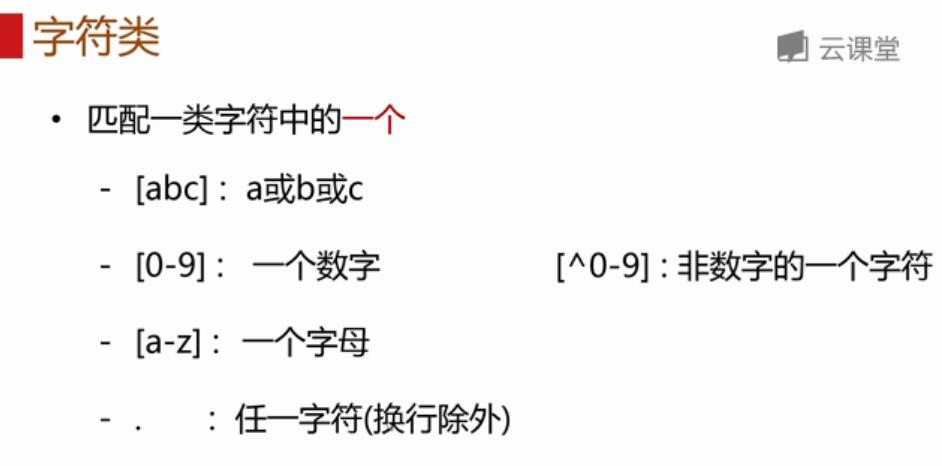 字符类
云课堂
• 匹配一类字符中的一个
- [abc]：a或b或c
- [0-9]： 一个数字 [^0-9]：非数字的一个字符
- [a-z]： 一个字母
- . ：任一字符(换行除外)